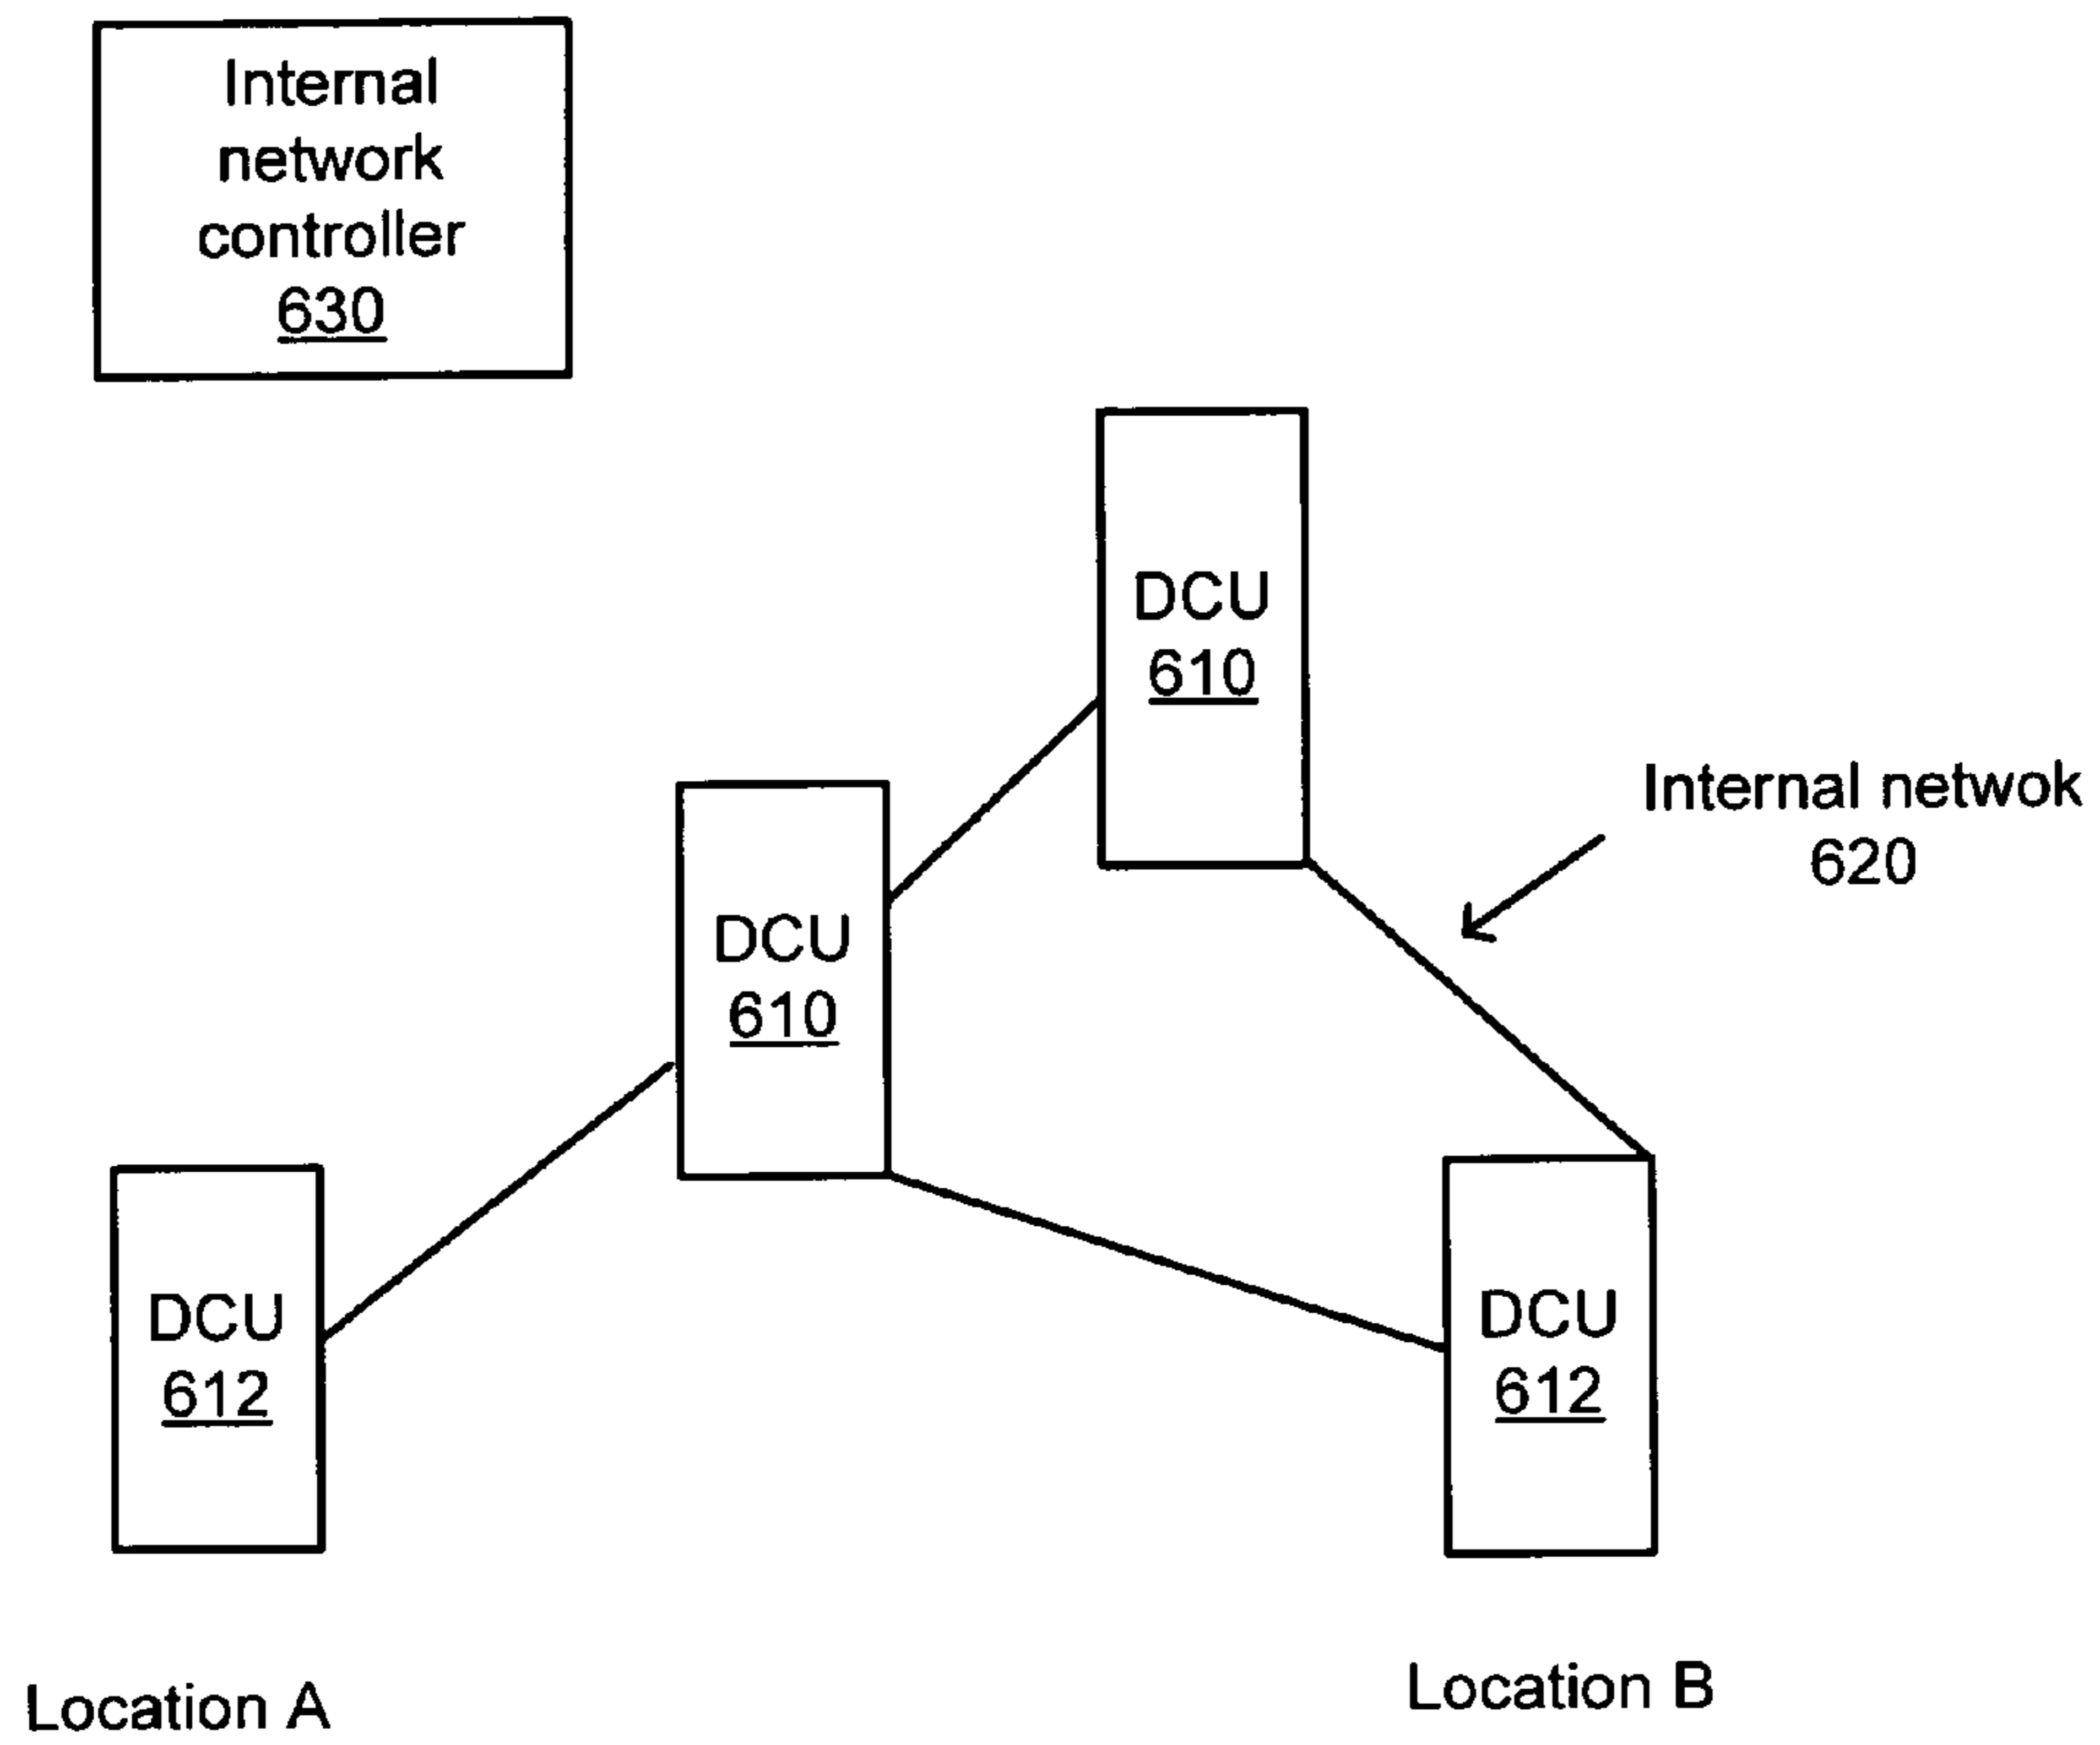 Internal
network
controller
630
DCU
610
Internal netwok
620
DCU
610
DCU
612
DCU
612
Location A
Location B